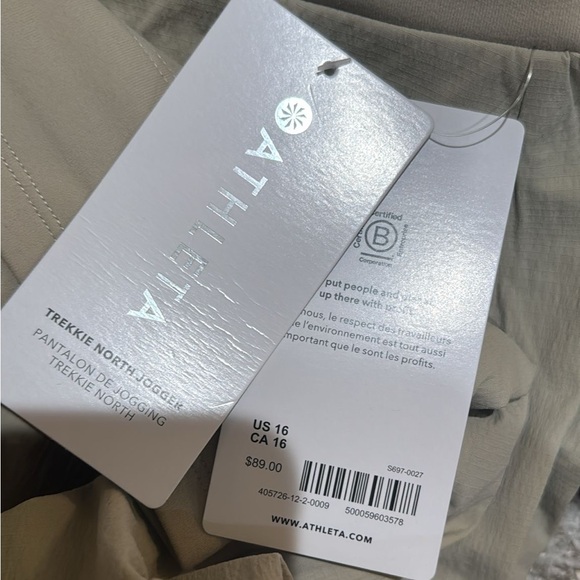 ATHLETA
TREKKIE NORTH JOGGER
PANTALON DE JOGGING
TREKKIE NORTH
Certified
B
Corporation
put people and planet
up there with profit.
nous, le respect des travailleurs
e l'environnement est tout aussi
important que le sont les profits.
US 16
CA 16
$89.00
S697-0027
405726-12-2-0009
500059603578
WWW.ATHLETA.COM